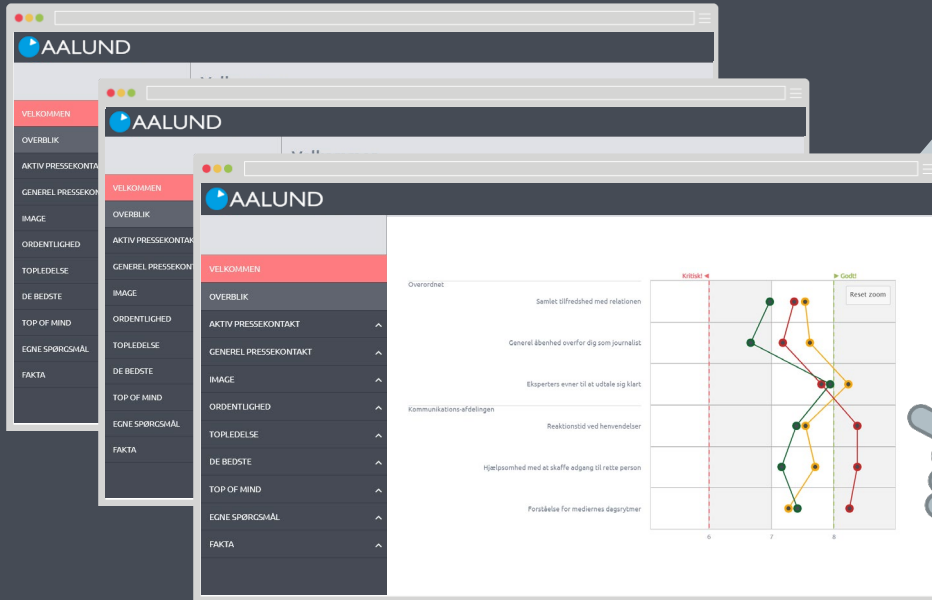 AALUND
VELKOMMEN
OVERBLIK
AKTIV PRESSEKONTA
GENEREL PRESSEKON
IMAGE
ORDENTLIGHED
TOPLEDELSE
DE BEDSTE
TOP OF MIND
EGNE SPØRGSMÅL
FAKTA
AALUND
VELKOMMEN
OVERBLIK
AKTIV PRESSEKONTAK
GENEREL PRESSEKONT
IMAGE
ORDENTLIGHED
TOPLEDELSE
DE BEDSTE
TOP OF MIND
EGNE SPØRGSMÅL
FAKTA
AALUND
VELKOMMEN
OVERBLIK
AKTIV PRESSEKONTAKT
GENEREL PRESSEKONTAKT
IMAGE
ORDENTLIGHED
TOPLEDELSE
DE BEDSTE
TOP OF MIND
EGNE SPØRGSMÅL
FAKTA
Kritisk! ◄ ► Godt!
Reset zoom
Overordnet
Samlet tilfredshed med relationen
Generel åbenhed overfor dig som journalist
Eksperters evner til at udtale sig klart
Kommunikations-afdelingen
Reaktionstid ved henvendelser
Hjælpsomhed med at skaffe adgang til rette person
Forståelse for mediernes døgnrytmer
6 7 8